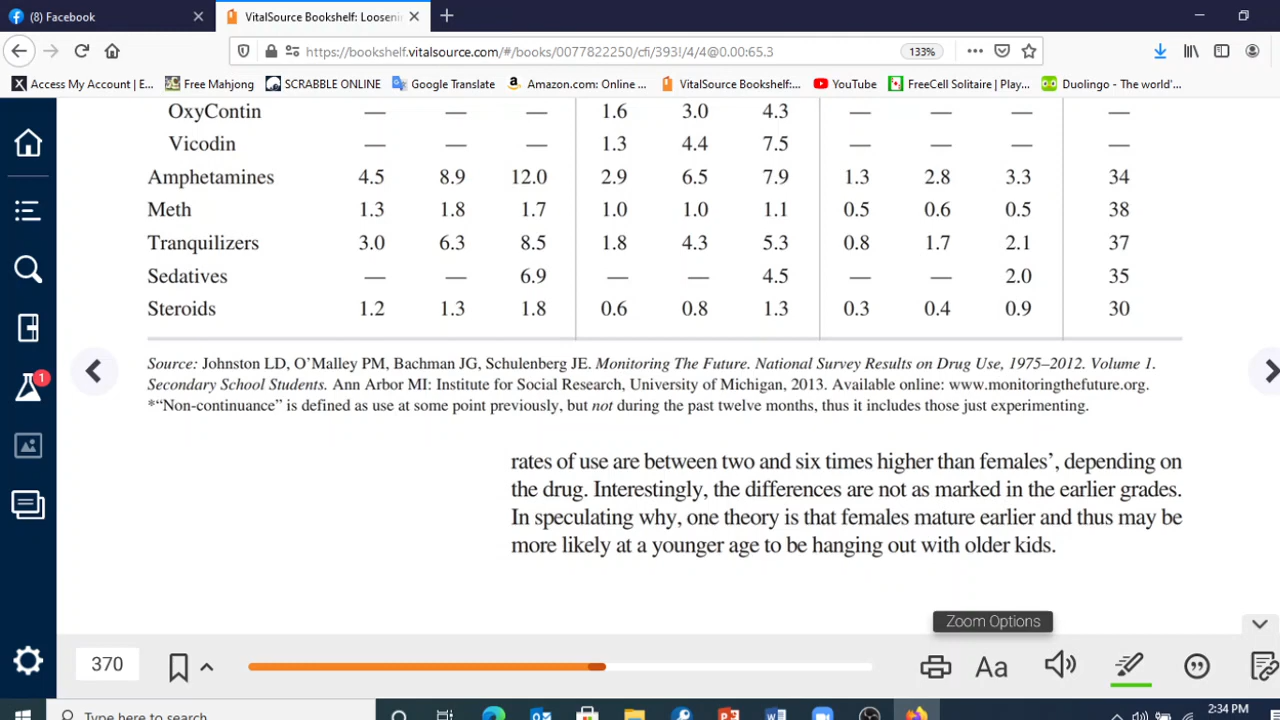 (8) Facebook
VitalSource Bookshelf: Looseni
https://bookshelf.vitalsource.com/#/books/0077822250/cfi/393!/4/4@0.00:65.3
133%
Access My Account | E...
Free Mahjong
SCRABBLE ONLINE
Google Translate
Amazon.com: Online ...
VitalSource Bookshelf:...
YouTube
FreeCell Solitaire | Play...
Duolingo - The world'...
OxyContin — — — 1.6 3.0 4.3 — — — —
Vicodin — — — 1.3 4.4 7.5 — — — —
Amphetamines 4.5 8.9 12.0 2.9 6.5 7.9 1.3 2.8 3.3 34
Meth 1.3 1.8 1.7 1.0 1.0 1.1 0.5 0.6 0.5 38
Tranquilizers 3.0 6.3 8.5 1.8 4.3 5.3 0.8 1.7 2.1 37
Sedatives — — 6.9 — — 4.5 — — 2.0 35
Steroids 1.2 1.3 1.8 0.6 0.8 1.3 0.3 0.4 0.9 30
Source: Johnston LD, O'Malley PM, Bachman JG, Schulenberg JE. Monitoring The Future. National Survey Results on Drug Use, 1975–2012. Volume 1.
Secondary School Students. Ann Arbor MI: Institute for Social Research, University of Michigan, 2013. Available online: www.monitoringthefuture.org.
*“Non-continuance” is defined as use at some point previously, but not during the past twelve months, thus it includes those just experimenting.
rates of use are between two and six times higher than females’, depending on
the drug. Interestingly, the differences are not as marked in the earlier grades.
In speculating why, one theory is that females mature earlier and thus may be
more likely at a younger age to be hanging out with older kids.
1
Zoom Options
370
Aa
Type here to search
2:34 PM